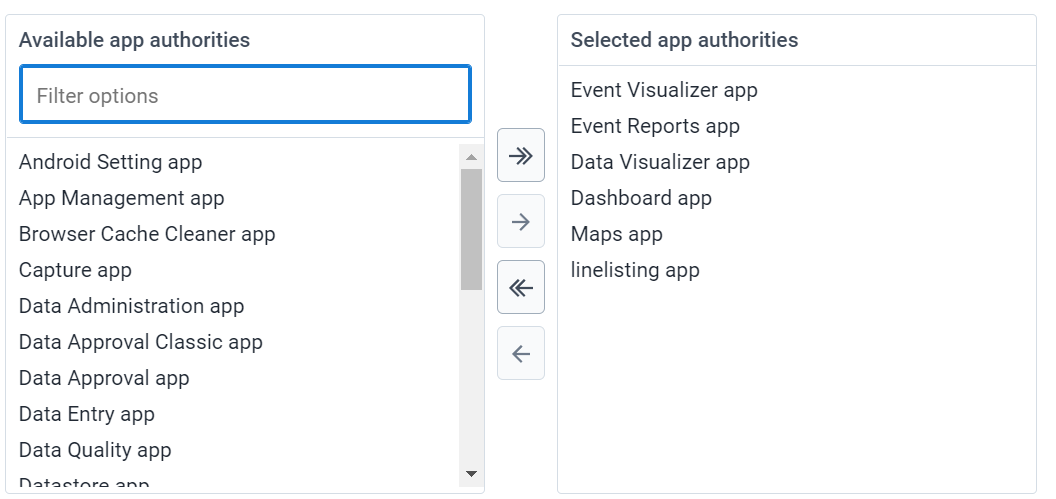 Available app authorities
Filter options
Android Setting app
App Management app
Browser Cache Cleaner app
Capture app
Data Administration app
Data Approval Classic app
Data Approval app
Data Entry app
Data Quality app
Datastore app
Selected app authorities
Event Visualizer app
Event Reports app
Data Visualizer app
Dashboard app
Maps app
linelisting app